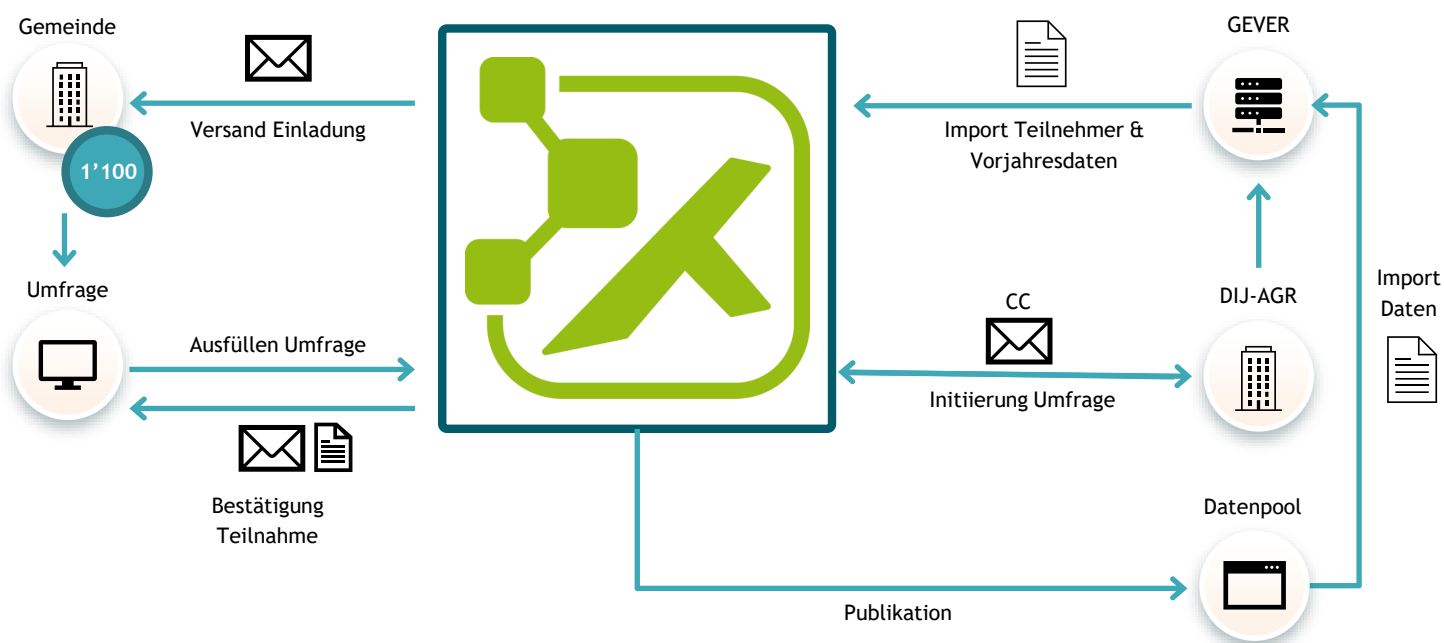 Gemeinde
GEVER
Versand Einladung
Import Teilnehmer &
Vorjahresdaten
1'100
Umfrage
CC
DIJ-AGR
Import
Daten
Ausfüllen Umfrage
Initiierung Umfrage
Bestätigung
Teilnahme
Datenpool
Publikation